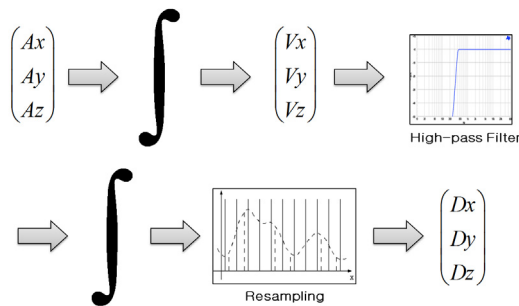 Ax
Ay
Az
Vx
Vy
Vz
High-pass Filter
X
Resampling
Dx
Dy
Dz